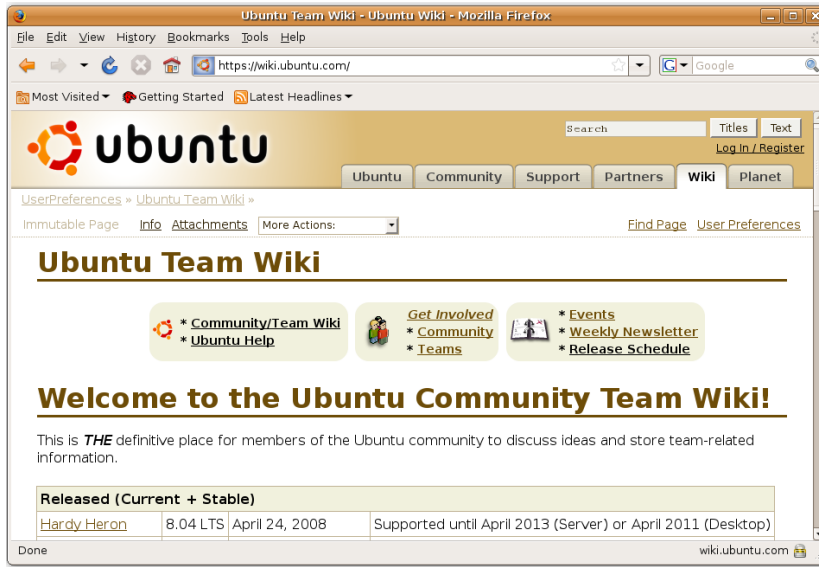 Ubuntu Team Wiki - Ubuntu Wiki - Mozilla Firefox
File Edit View History Bookmarks Tools Help
https://wiki.ubuntu.com/ G Google
Most Visited Getting Started Latest Headlines
ubuntu Search Titles Text
Log In / Register
Ubuntu Community Support Partners Wiki Planet
UserPreferences » Ubuntu Team Wiki »
Immutable Page Info Attachments More Actions: Find Page User Preferences
Ubuntu Team Wiki
* Community/Team Wiki
* Ubuntu Help
Get Involved
* Community
* Teams
* Events
* Weekly Newsletter
* Release Schedule
Welcome to the Ubuntu Community Team Wiki!
This is THE definitive place for members of the Ubuntu community to discuss ideas and store team-related
information.
Released (Current + Stable)
Hardy Heron 8.04 LTS April 24, 2008 Supported until April 2013 (Server) or April 2011 (Desktop)
Done wiki.ubuntu.com